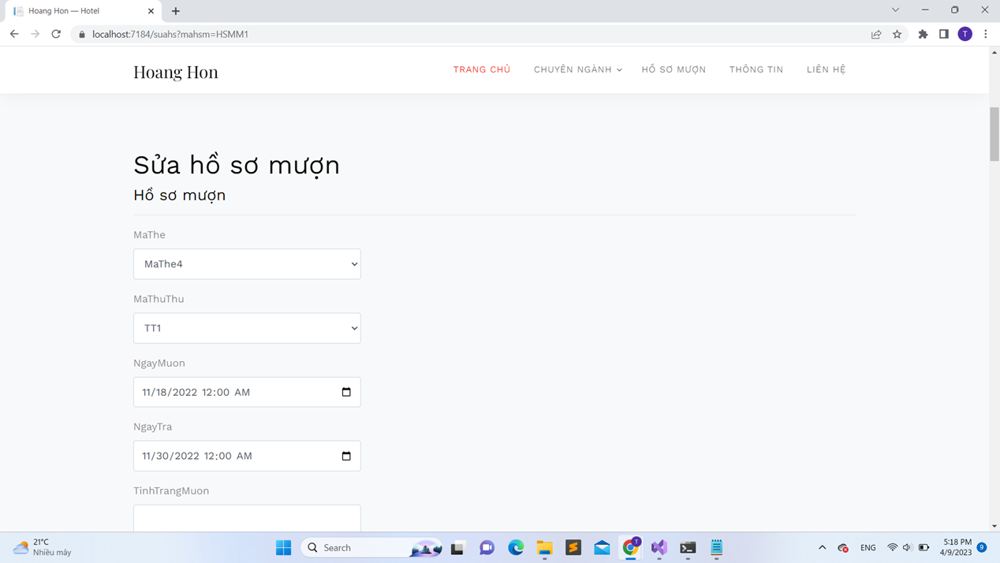 Hoang Hon — Hotel
localhost:7184/suahs?mahsm=HSMM1
T
Hoang Hon
TRANG CHỦ CHUYÊN NGÀNH HỒ SƠ MƯỢN THÔNG TIN LIÊN HỆ
Sửa hồ sơ mượn
Hồ sơ mượn
MaThe
MaThe4
MaThuThu
TT1
NgayMuon
11/18/2022 12:00 AM
NgayTra
11/30/2022 12:00 AM
TinhTrangMuon
21°C
Nhiều mây
Search
T
ENG
5:18 PM
4/9/2023
9